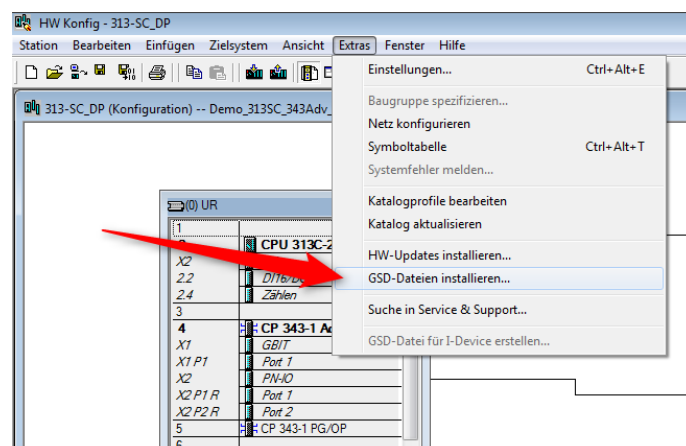 HW Konfig - 313-SC_DP
Station Bearbeiten Einfügen Zielsystem Ansicht Extras Fenster Hilfe
Einstellungen... Ctrl+Alt+E
Baugruppe spezifizieren...
Netz konfigurieren
Symboltabelle Ctrl+Alt+T
Systemfehler melden...
Katalogprofile bearbeiten
Katalog aktualisieren
HW-Updates installieren...
GSD-Dateien installieren...
Suche in Service & Support...
GSD-Datei für I-Device erstellen...
313-SC_DP (Konfiguration) -- Demo_313SC_343Adv_
(0) UR
1
CPU 313C-2
X2
2.2 DI16/DO
2.4 Zählen
3
4 CP 343-1 Ad
X1 GBIT
X1 P1 Port 1
X2 PN-IO
X2 P1 R Port 1
X2 P2 R Port 2
5 CP 343-1 PG/OP
6